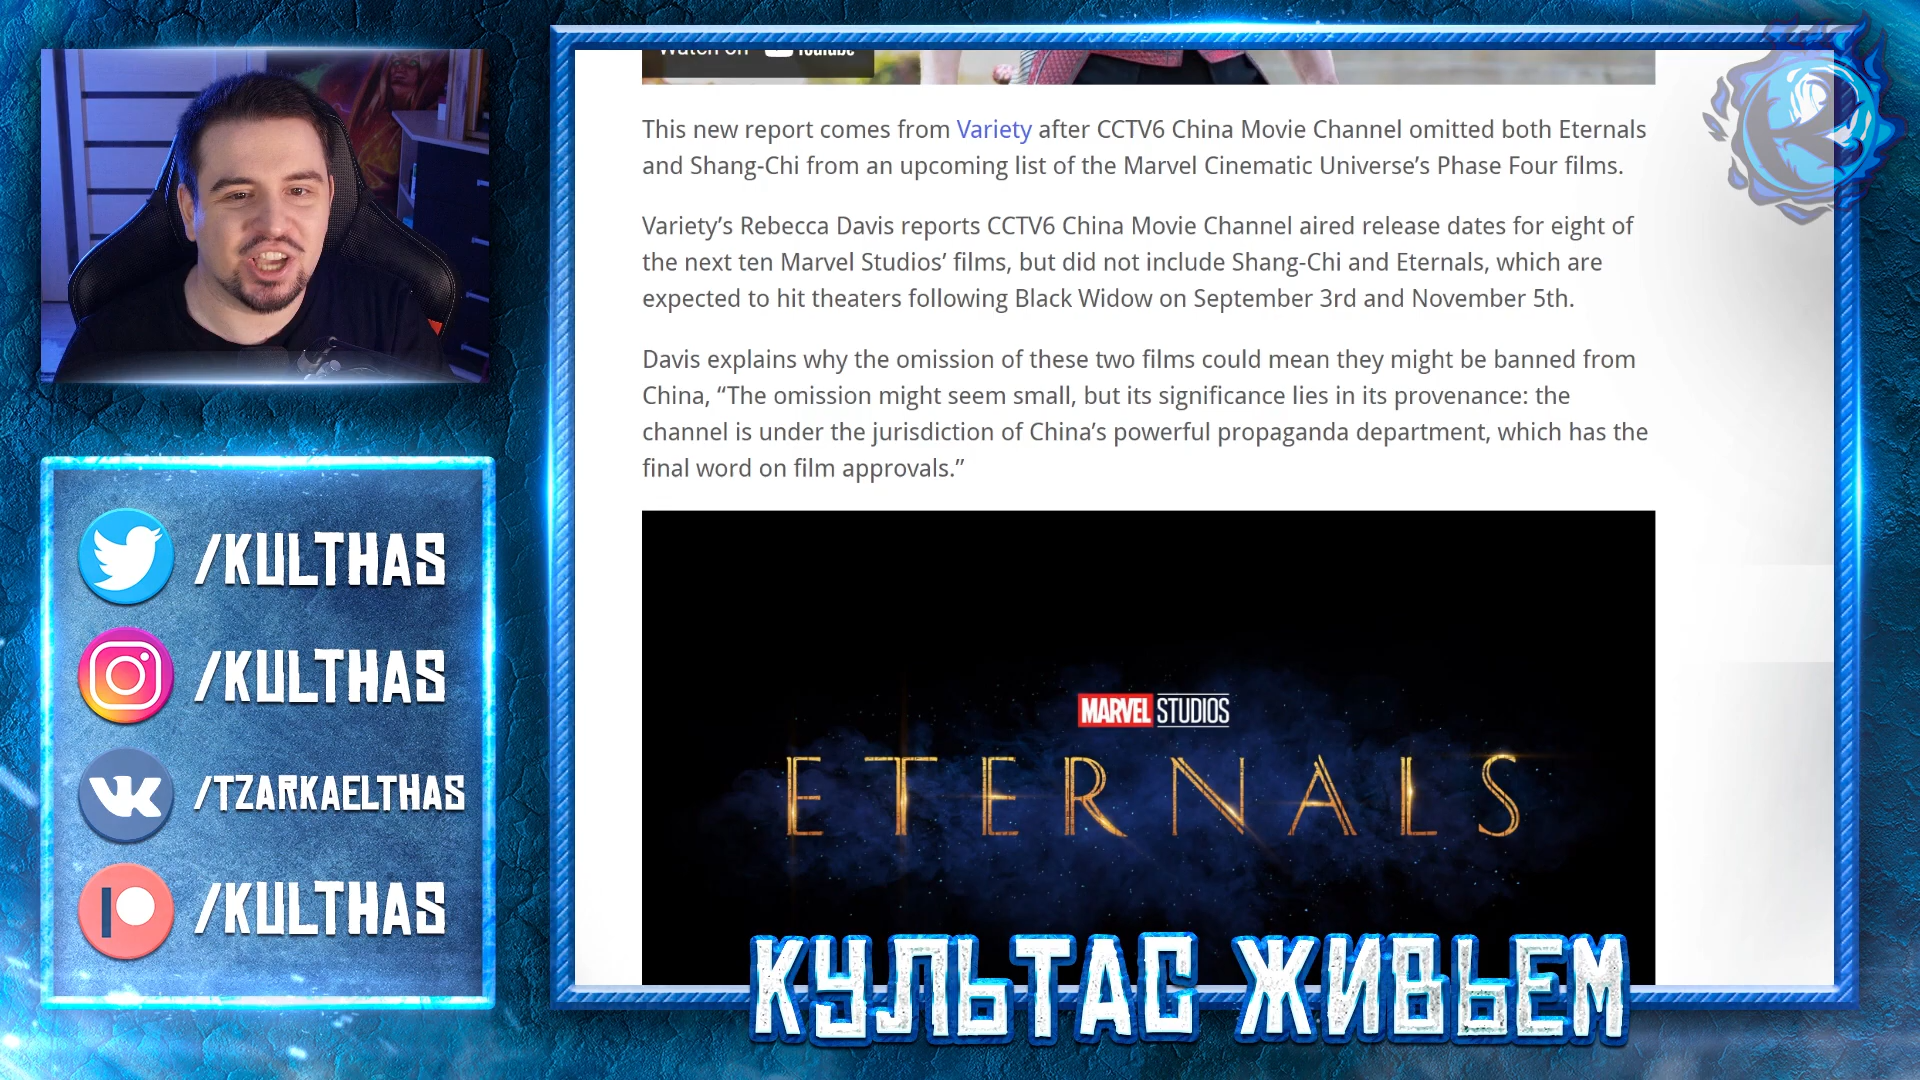 Watch on YouTube
This new report comes from Variety after CCTV6 China Movie Channel omitted both Eternals
and Shang-Chi from an upcoming list of the Marvel Cinematic Universe’s Phase Four films.
Variety’s Rebecca Davis reports CCTV6 China Movie Channel aired release dates for eight of
the next ten Marvel Studios’ films, but did not include Shang-Chi and Eternals, which are
expected to hit theaters following Black Widow on September 3rd and November 5th.
Davis explains why the omission of these two films could mean they might be banned from
China, “The omission might seem small, but its significance lies in its provenance: the
channel is under the jurisdiction of China’s powerful propaganda department, which has the
final word on film approvals.”
MARVEL STUDIOS
ETERNALS
/KULTHAS
/KULTHAS
/TZARKAELTHAS
/KULTHAS
КУЛЬТАС ЖИВЬЕМ